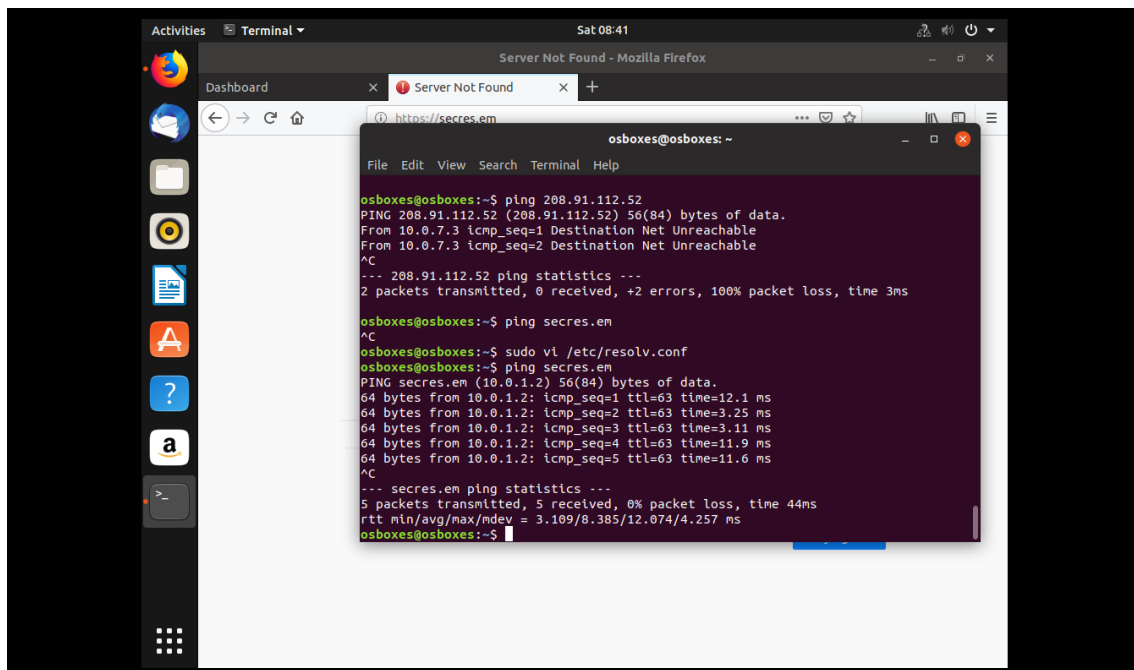 Activities Terminal Sat 08:41
Server Not Found - Mozilla Firefox
Dashboard Server Not Found
https://secres.em
osboxes@osboxes: ~
File Edit View Search Terminal Help
osboxes@osboxes:~$ ping 208.91.112.52
PING 208.91.112.52 (208.91.112.52) 56(84) bytes of data.
From 10.0.7.3 icmp_seq=1 Destination Net Unreachable
From 10.0.7.3 icmp_seq=2 Destination Net Unreachable
^C
--- 208.91.112.52 ping statistics ---
2 packets transmitted, 0 received, +2 errors, 100% packet loss, time 3ms
osboxes@osboxes:~$ ping secres.em
^C
osboxes@osboxes:~$ sudo vi /etc/resolv.conf
osboxes@osboxes:~$ ping secres.em
PING secres.em (10.0.1.2) 56(84) bytes of data.
64 bytes from 10.0.1.2: icmp_seq=1 ttl=63 time=12.1 ms
64 bytes from 10.0.1.2: icmp_seq=2 ttl=63 time=3.25 ms
64 bytes from 10.0.1.2: icmp_seq=3 ttl=63 time=3.11 ms
64 bytes from 10.0.1.2: icmp_seq=4 ttl=63 time=11.9 ms
64 bytes from 10.0.1.2: icmp_seq=5 ttl=63 time=11.6 ms
^C
--- secres.em ping statistics ---
5 packets transmitted, 5 received, 0% packet loss, time 44ms
rtt min/avg/max/mdev = 3.109/8.385/12.074/4.257 ms
osboxes@osboxes:~$